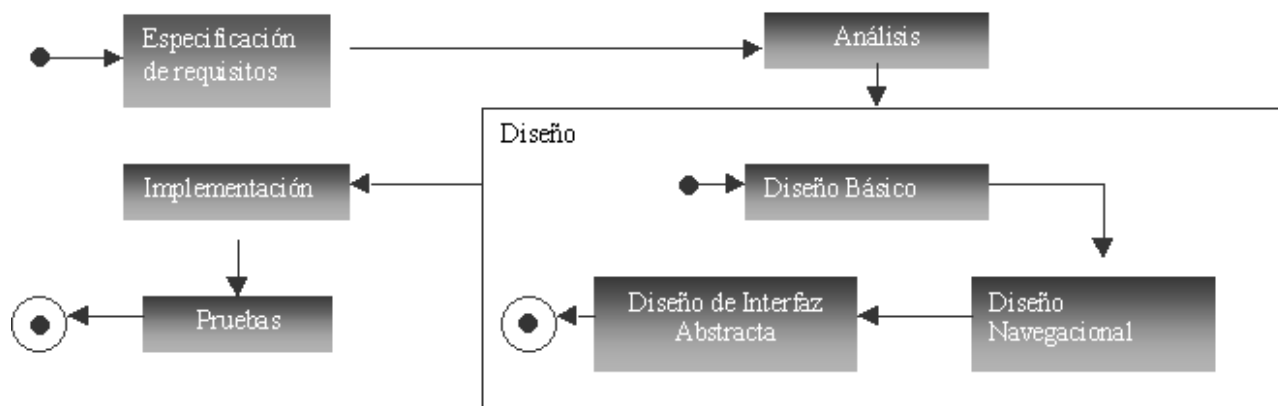 Especificación
de requisitos
Análisis
Diseño
Implementación
Diseño Básico
Diseño de Interfaz
Abstracta
Diseño
Navegacional
Pruebas